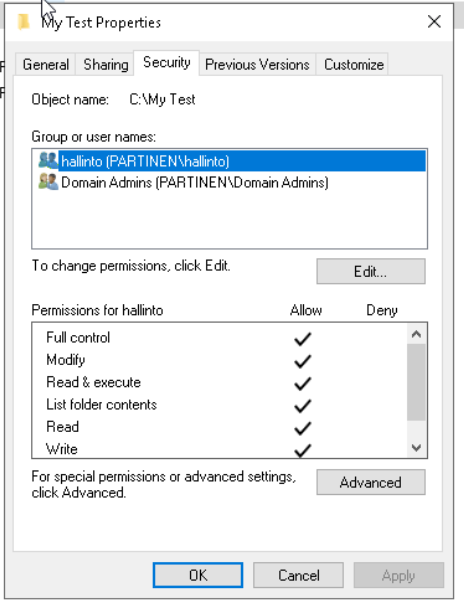 My Test Properties
General Sharing Security Previous Versions Customize
Object name: C:\My Test
Group or user names:
hallinto (PARTINEN\hallinto)
Domain Admins (PARTINEN\Domain Admins)
To change permissions, click Edit.
Edit...
Permissions for hallinto Allow Deny
Full control
Modify
Read & execute
List folder contents
Read
Write
For special permissions or advanced settings,
click Advanced.
Advanced
OK Cancel Apply